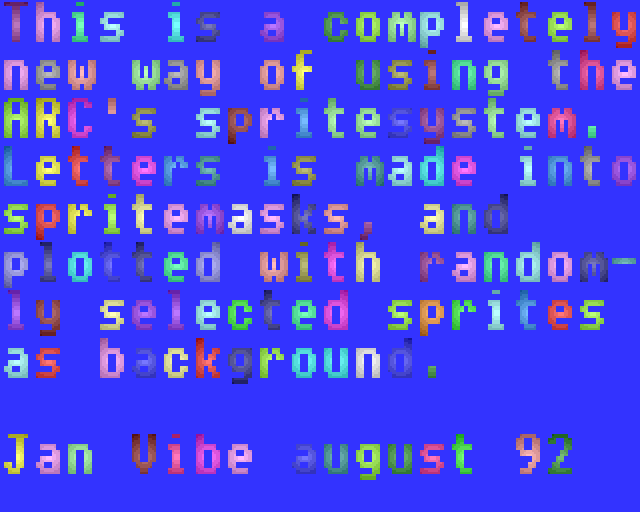 This is a completely
new way of using the
ARC's spritesystem.
Letters is made into
spritemasks, and
plotted with random-
ly selected sprites
as background.
Jan Vibe august 92